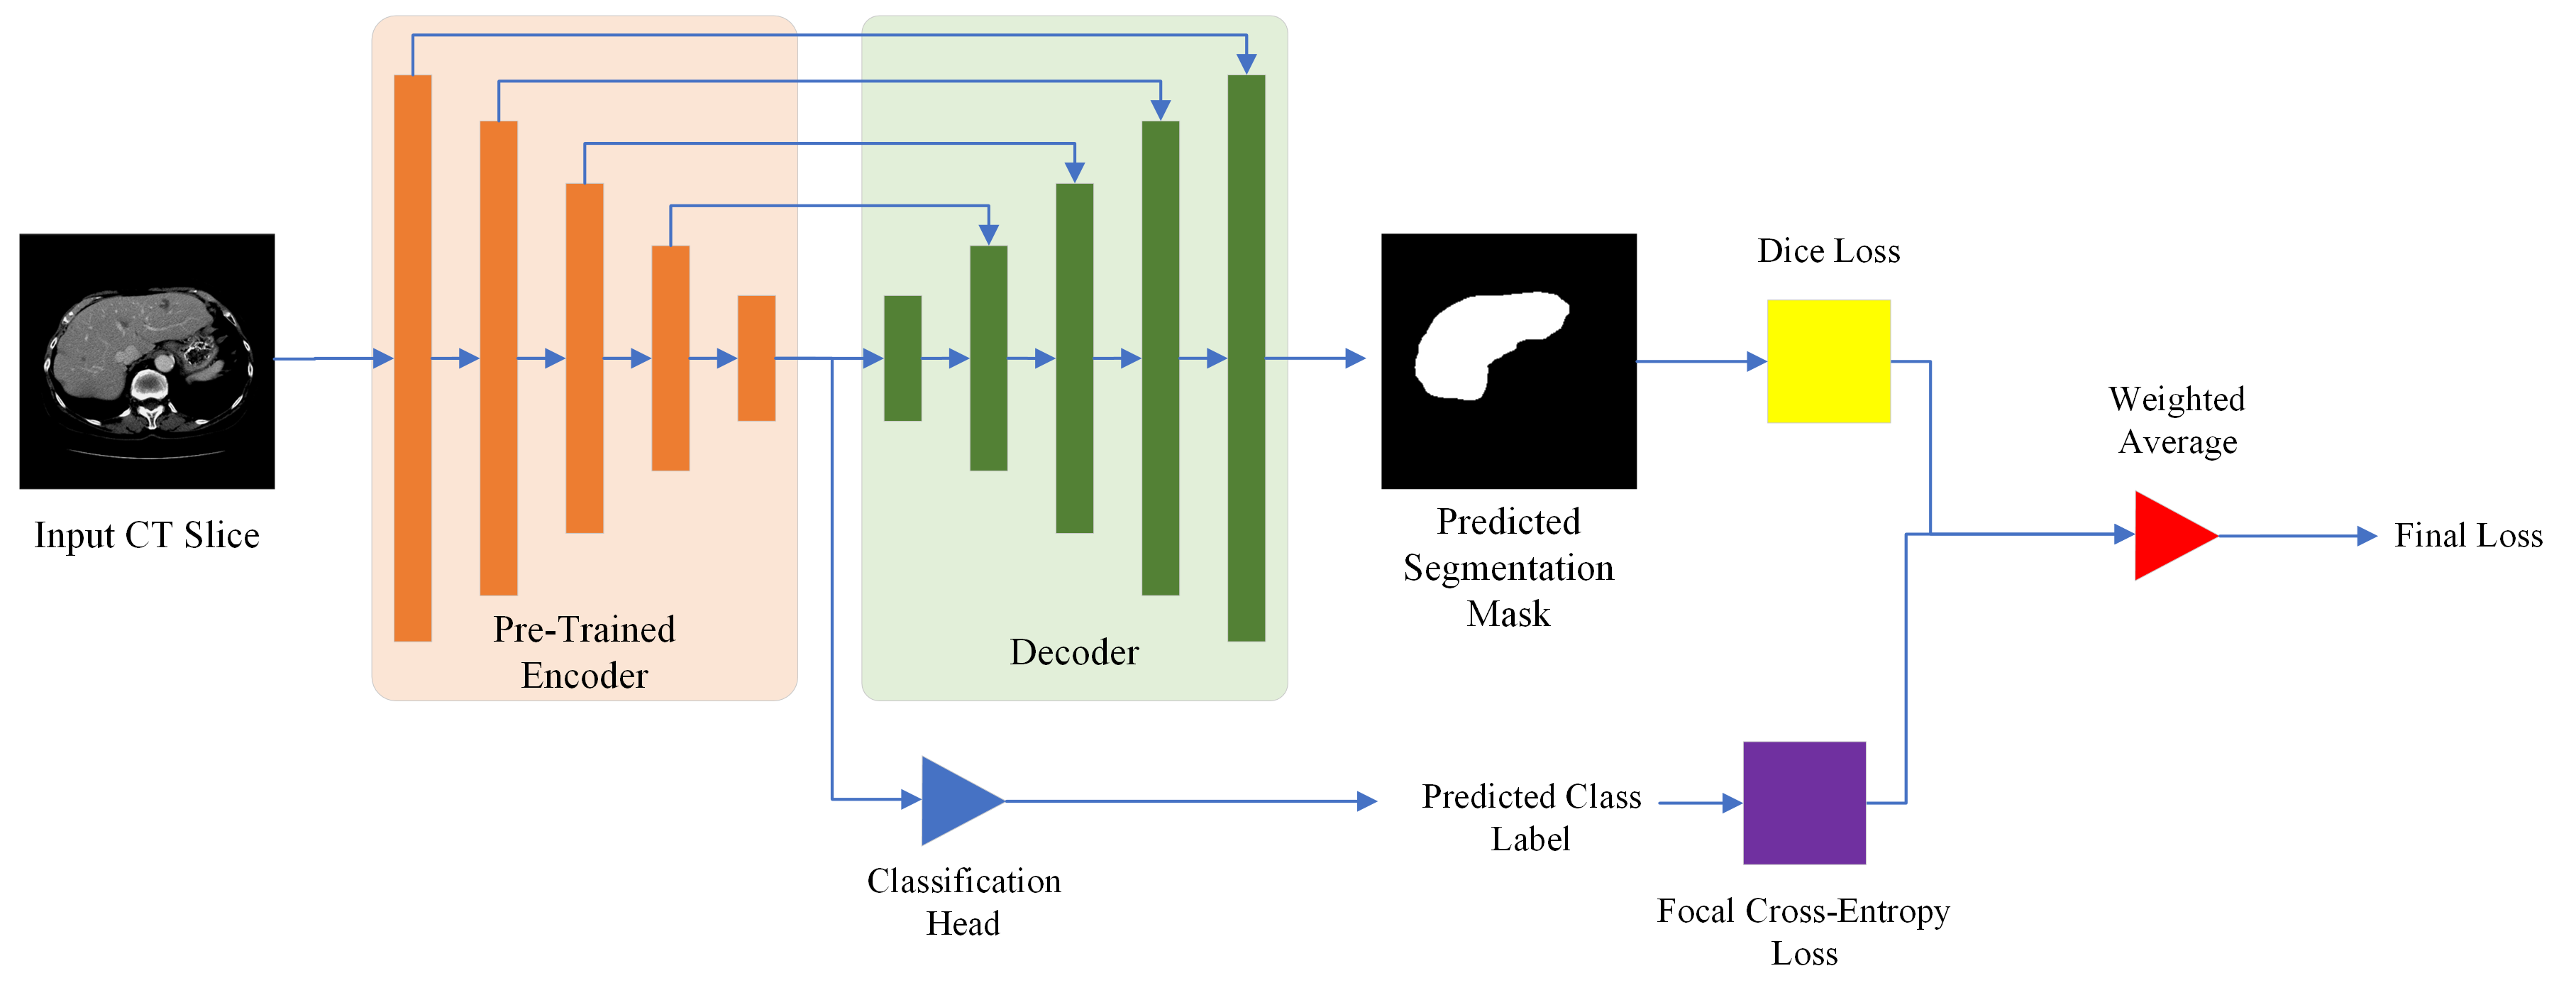 Input CT Slice
Pre-Trained
Encoder
Decoder
Predicted
Segmentation
Mask
Dice Loss
Weighted
Average
Final Loss
Classification
Head
Predicted Class
Label
Focal Cross-Entropy
Loss